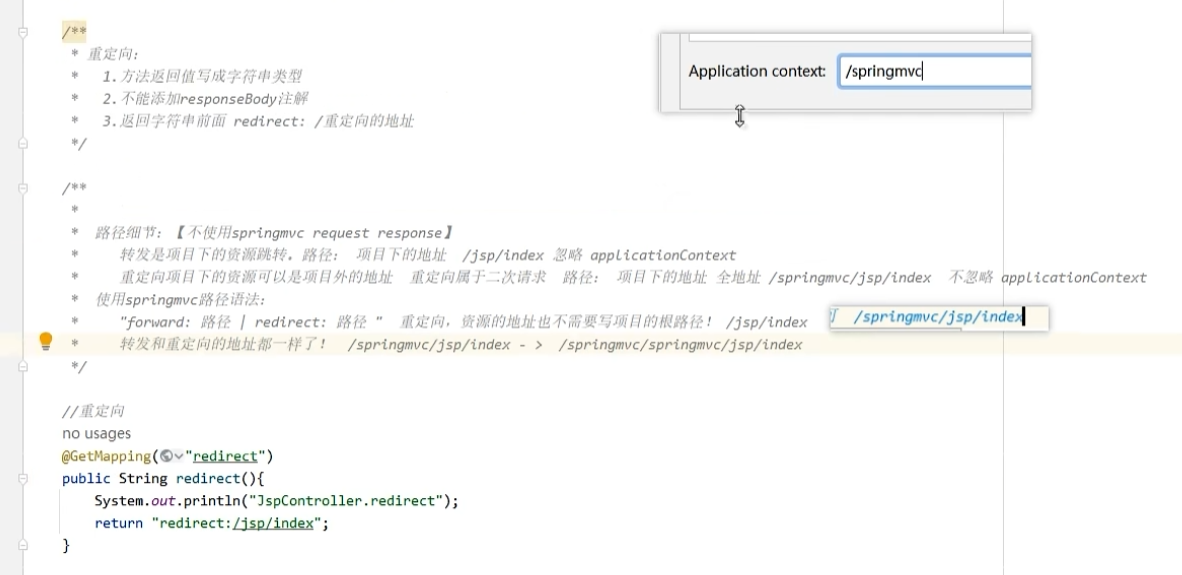 /**
* 重定向:
* 1.方法返回值写成字符串类型
* 2.不能添加responseBody注解
* 3.返回字符串前面 redirect: /重定向的地址
*/
Application context: /springmvc
/**
*
* 路径细节:【不使用springmvc request response】
* 转发是项目下的资源跳转。路径: 项目下的地址 /jsp/index 忽略 applicationContext
* 重定向项目下的资源可以是项目外的地址 重定向属于二次请求 路径: 项目下的地址 全地址 /springmvc/jsp/index 不忽略 applicationContext
* 使用springmvc路径语法:
* "forward: 路径 | redirect: 路径 " 重定向,资源的地址也不需要写项目的根路径! /jsp/index
/springmvc/jsp/index
* 转发和重定向的地址都一样了! /springmvc/jsp/index - > /springmvc/springmvc/jsp/index
*/
//重定向
no usages
@GetMapping("redirect")
public String redirect(){
System.out.println("JspController.redirect");
return "redirect:/jsp/index";
}